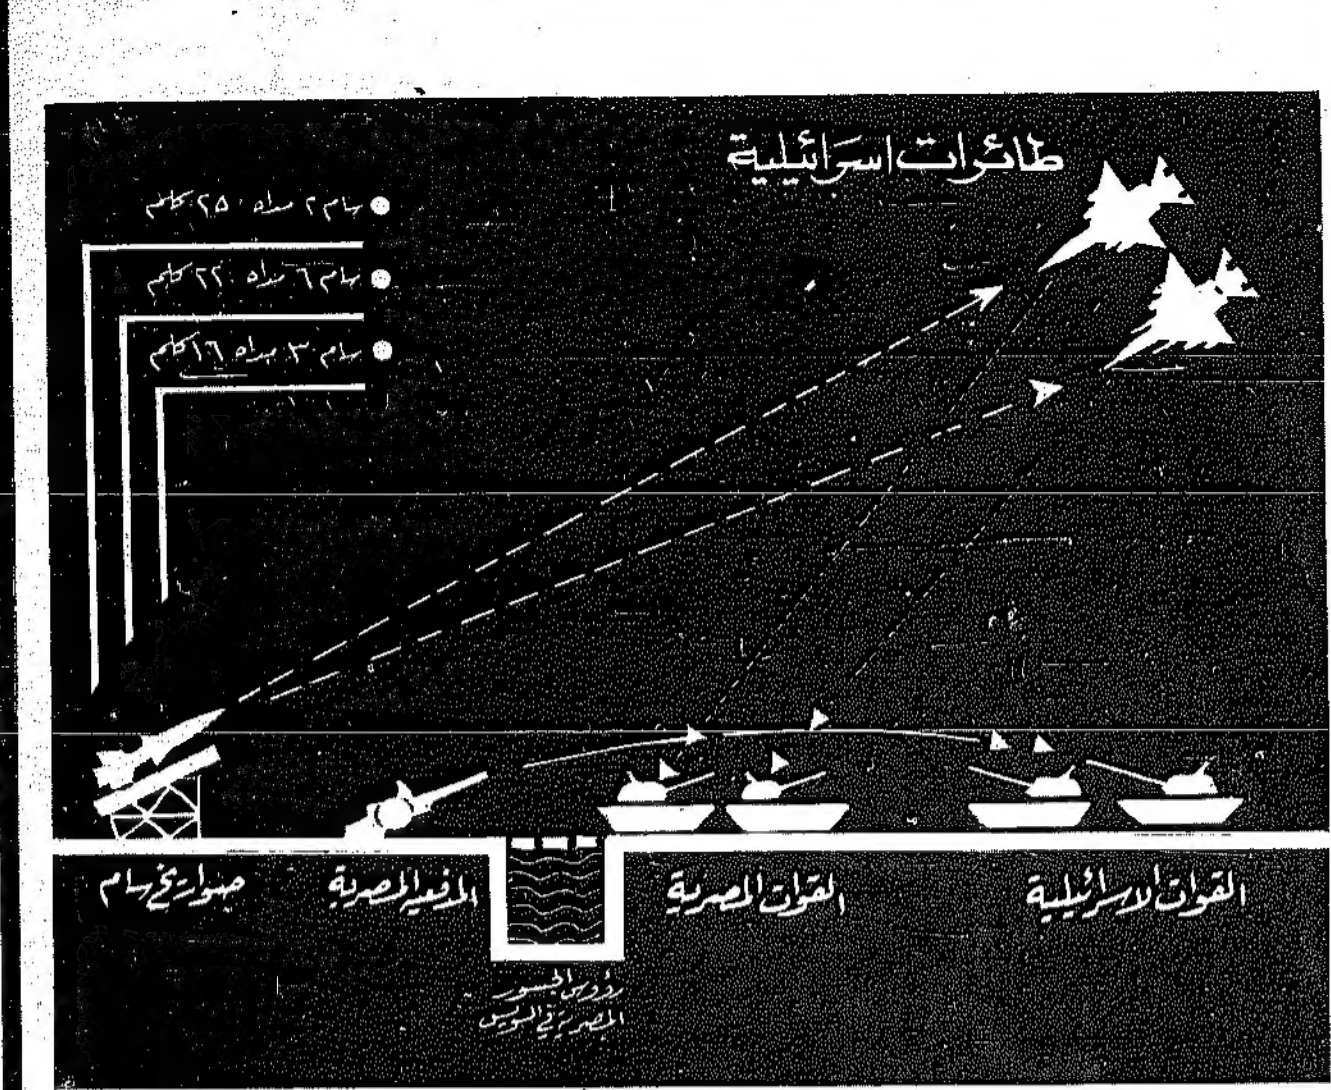 طائرات اسرائيلية
سام ٢ مداه ٢٥ كلم
سام ٦ مداه ٢٢ كلم
سام ٣ مداه ١٦ كلم
القوات الاسرائيلية
القوات المصرية
المدفعية المصرية
صواريخ سام
رؤوس الجسور
المصرية في السويس